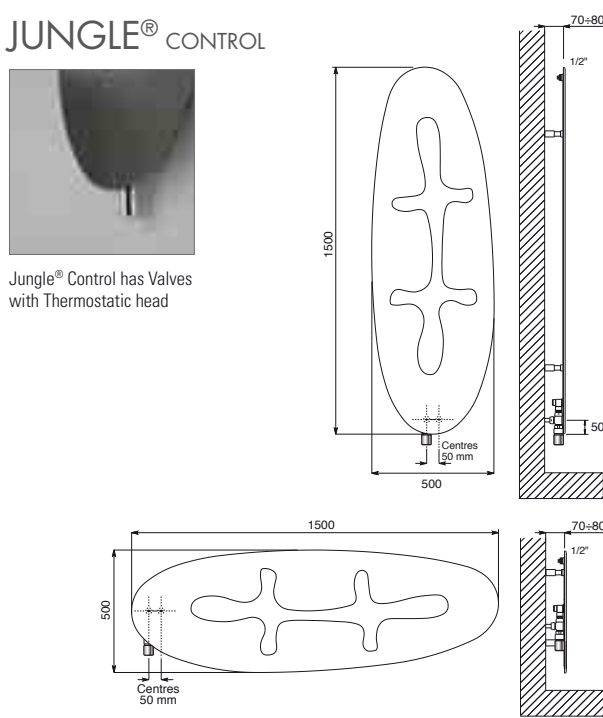 JUNGLE® CONTROL
Jungle® Control has Valves
with Thermostatic head
1500
Centres
50 mm
500
70÷80
1/2"
50
1500
500
Centres
50 mm
70÷80
1/2"